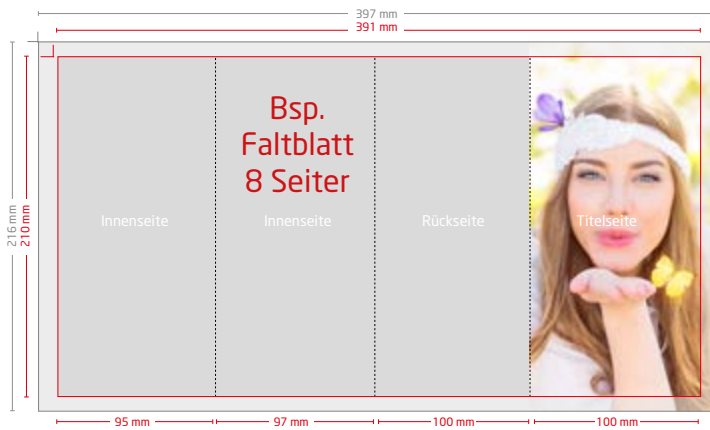 397 mm
391 mm
Bsp.
Faltblatt
8 Seiter
216 mm
210 mm
Innenseite
Innenseite
Rückseite
Titelseite
95 mm
97 mm
100 mm
100 mm